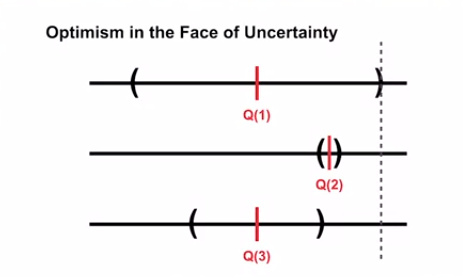 Optimism in the Face of Uncertainty
Q(1)
Q(2)
Q(3)